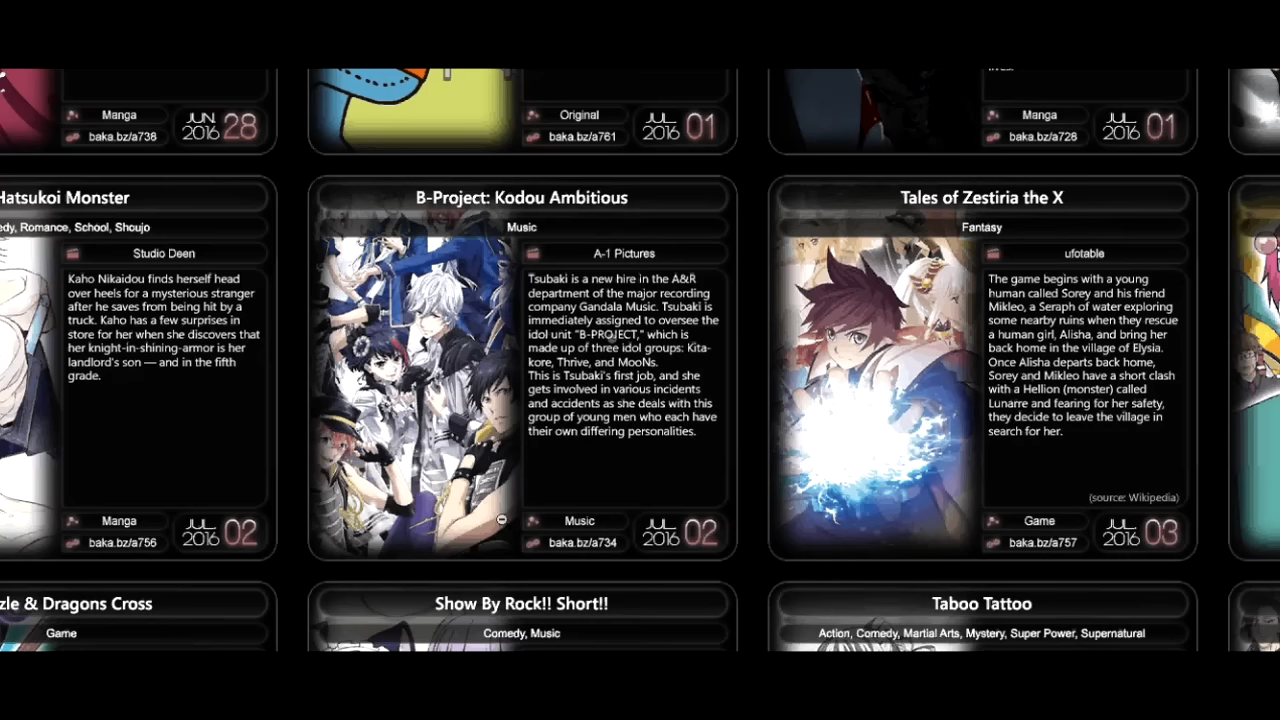 Manga
baka.bz/a738
JUN
2016 28
Original
baka.bz/a761
JUL
2016 01
Manga
baka.bz/a728
JUL
2016 01
Hatsukoi Monster
edy, Romance, School, Shoujo
Studio Deen
Kaho Nikaidou finds herself head
over heels for a mysterious stranger
after he saves from being hit by a
truck. Kaho has a few surprises in
store for her when she discovers that
her knight-in-shining-armor is her
landlord's son — and in the fifth
grade.
Manga
baka.bz/a756
JUL
2016 02
B-Project: Kodou Ambitious
Music
A-1 Pictures
Tsubaki is a new hire in the A&R
department of the major recording
company Gandala Music. Tsubaki is
immediately assigned to oversee the
idol unit "B-PROJECT," which is
made up of three idol groups: Kita-
kore, Thrive, and MooNs.
This is Tsubaki's first job, and she
gets involved in various incidents
and accidents as she deals with this
group of young men who each have
their own differing personalities.
Music
baka.bz/a734
JUL
2016 02
Tales of Zestiria the X
Fantasy
ufotable
The game begins with a young
human called Sorey and his friend
Mikleo, a Seraph of water exploring
some nearby ruins when they rescue
a human girl, Alisha, and bring her
back home in the village of Elysia.
Once Alisha departs back home,
Sorey and Mikleo have a short clash
with a Hellion (monster) called
Lunarre and fearing for her safety,
they decide to leave the village in
search for her.
(source: Wikipedia)
Game
baka.bz/a757
JUL
2016 03
zle & Dragons Cross
Game
Show By Rock!! Short!!
Comedy, Music
Taboo Tattoo
Action, Comedy, Martial Arts, Mystery, Super Power, Supernatural